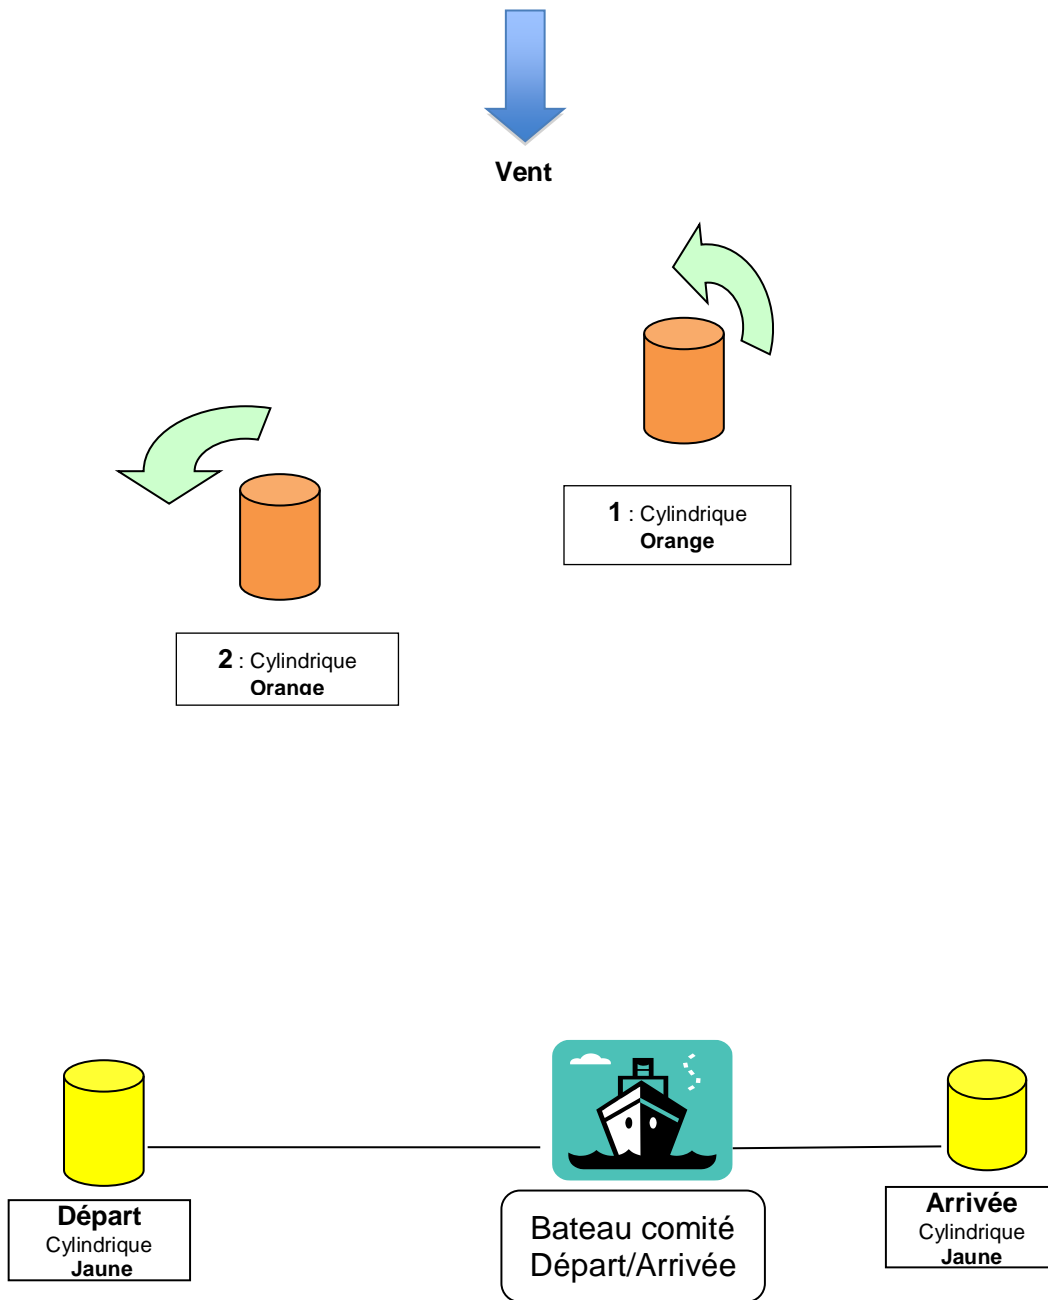 Vent
1 : Cylindrique
Orange
2 : Cylindrique
Orange
Départ
Cylindrique
Jaune
Bateau comité
Départ/Arrivée
Arrivée
Cylindrique
Jaune